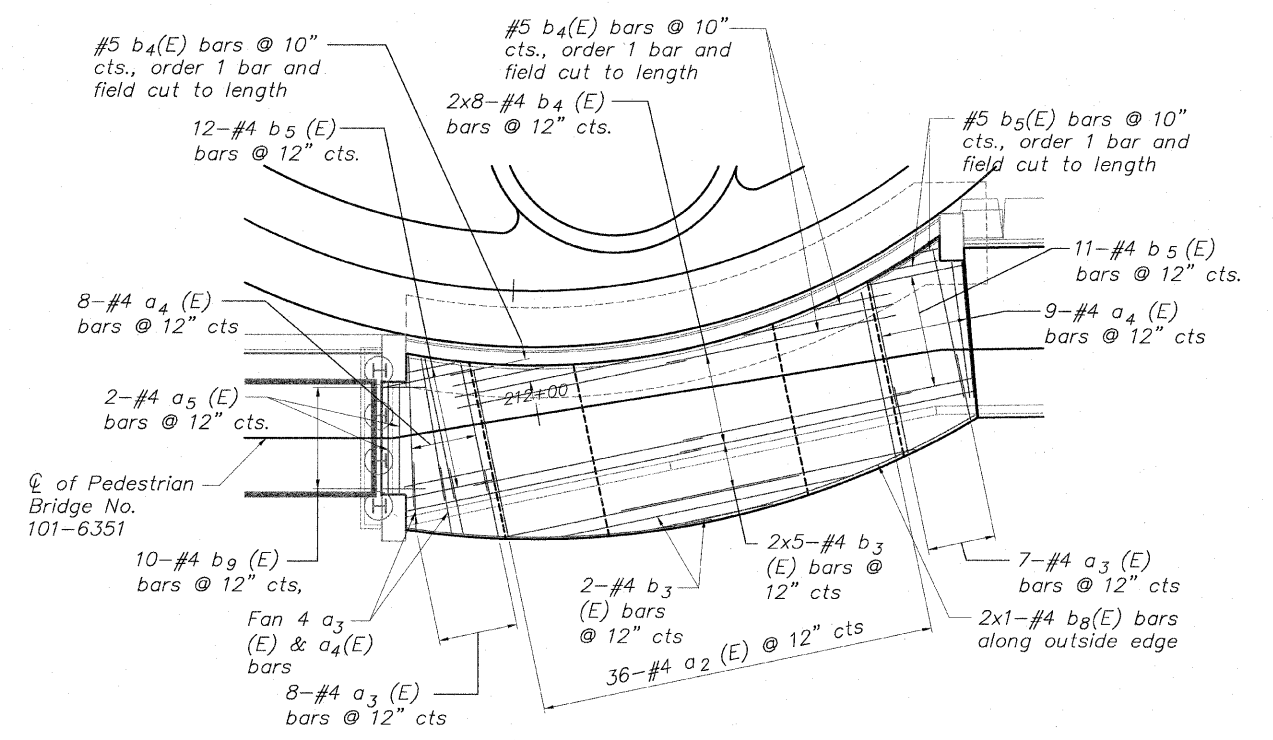 #5 b4(E) bars @ 10"
cts., order 1 bar and
field cut to length
#5 b4(E) bars @ 10"
cts., order 1 bar and
field cut to length
2x8-#4 b4 (E)
bars @ 12" cts.
12-#4 b5 (E)
bars @ 12" cts.
#5 b5(E) bars @ 10"
cts., order 1 bar and
field cut to length
11-#4 b5 (E)
bars @ 12" cts.
8-#4 a4 (E)
bars @ 12" cts
9-#4 a4 (E)
bars @ 12" cts
2-#4 a5 (E)
bars @ 12" cts.
212+00
℄ of Pedestrian
Bridge No.
101-6351
10-#4 b9 (E)
bars @ 12" cts,
Fan 4 a3
(E) & a4(E)
bars
8-#4 a3 (E)
bars @ 12" cts
2-#4 b3
(E) bars
@ 12" cts
2x5-#4 b3
(E) bars @
12" cts
36-#4 a2 (E) @ 12" cts
7-#4 a3 (E)
bars @ 12" cts
2x1-#4 b8(E) bars
along outside edge